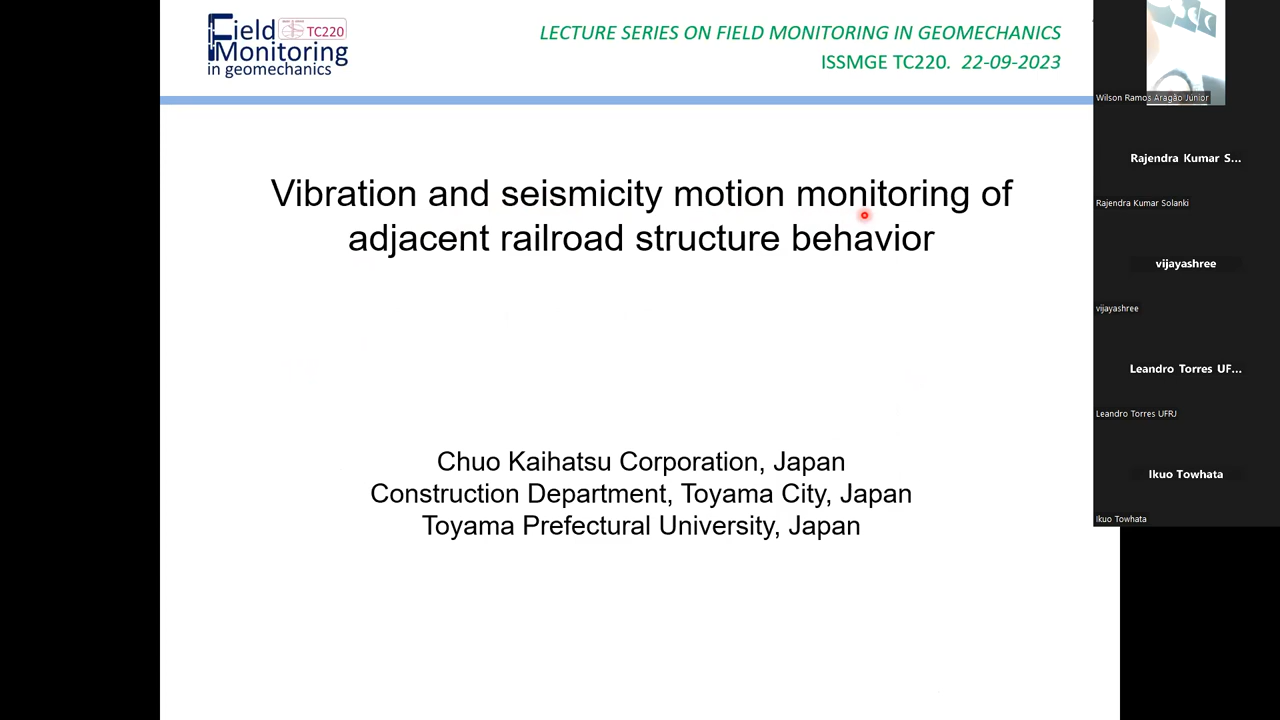 Field TC220
Monitoring
in geomechanics
LECTURE SERIES ON FIELD MONITORING IN GEOMECHANICS
ISSMGE TC220. 22-09-2023
Vibration and seismicity motion monitoring of
adjacent railroad structure behavior
Chuo Kaihatsu Corporation, Japan
Construction Department, Toyama City, Japan
Toyama Prefectural University, Japan
Wilson Ramos Aragão Júnior
Rajendra Kumar S...
Rajendra Kumar Solanki
vijayashree
vijayashree
Leandro Torres UF...
Leandro Torres UFRJ
Ikuo Towhata
Ikuo Towhata